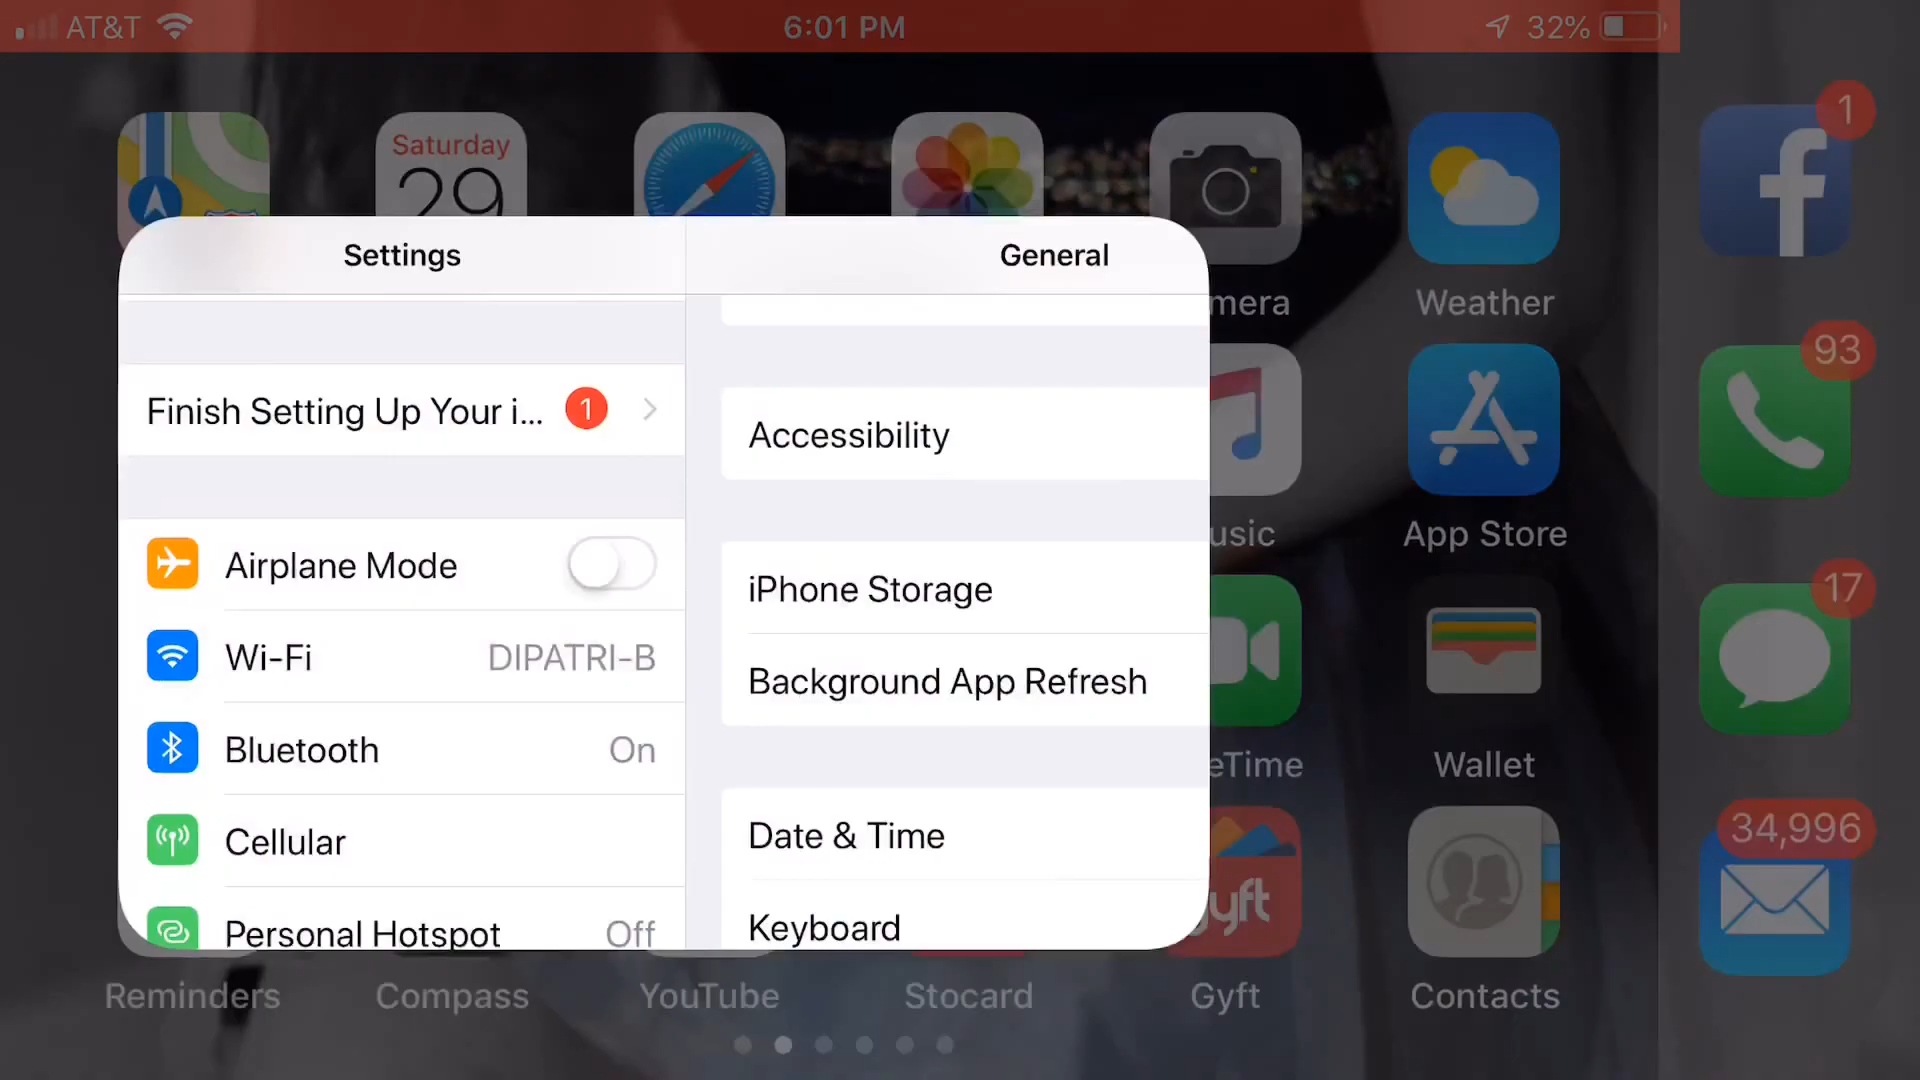 AT&T 6:01 PM 32%
Saturday
29
1
Settings General
mera Weather
93
Finish Setting Up Your i... 1
Accessibility
usic App Store
Airplane Mode
iPhone Storage
17
Wi-Fi DIPATRI-B
Background App Refresh
Bluetooth On
eTime Wallet
Cellular
Date & Time
34,996
Personal Hotspot Off
Keyboard
gyft
Reminders Compass YouTube Stocard Gyft Contacts